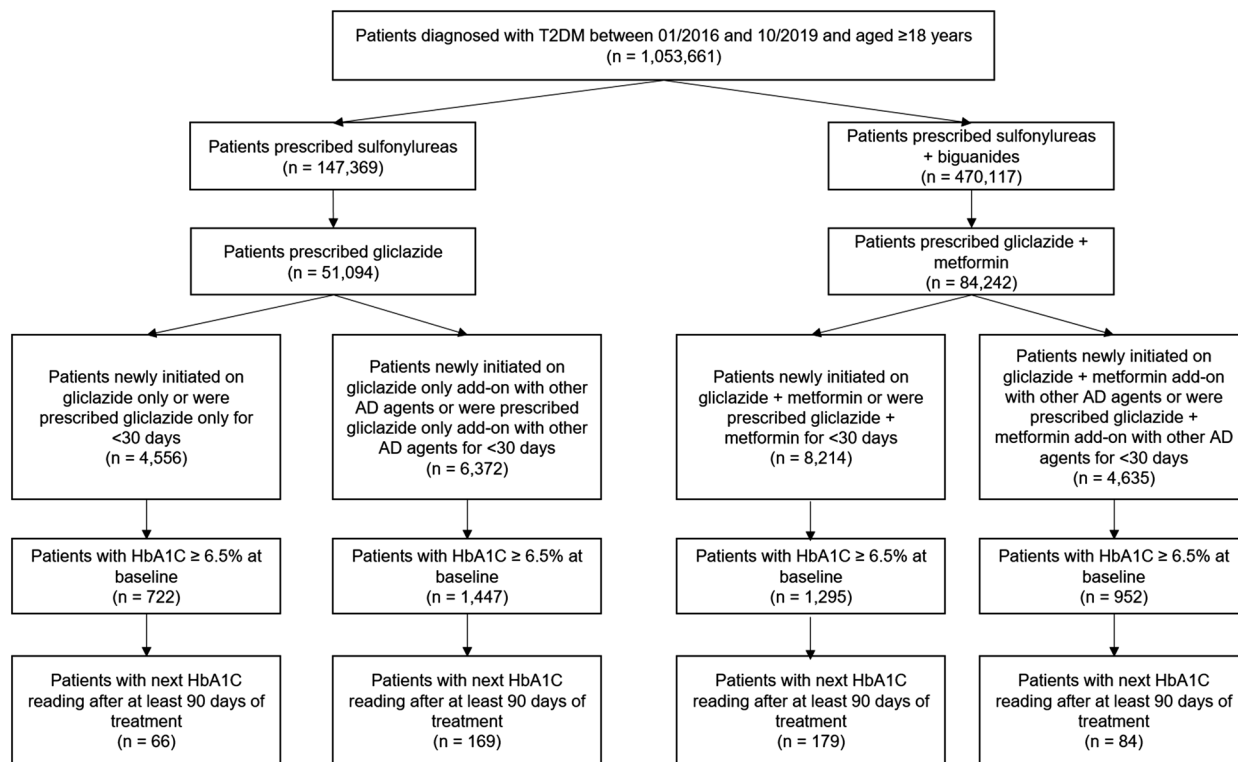 Patients diagnosed with T2DM between 01/2016 and 10/2019 and aged ≥18 years
(n = 1,053,661)
Patients prescribed sulfonylureas
(n = 147,369)
Patients prescribed sulfonylureas
+ biguanides
(n = 470,117)
Patients prescribed gliclazide
(n = 51,094)
Patients prescribed gliclazide +
metformin
(n = 84,242)
Patients newly initiated on
gliclazide only or were
prescribed gliclazide only for
<30 days
(n = 4,556)
Patients newly initiated on
gliclazide only add-on with other
AD agents or were prescribed
gliclazide only add-on with other
AD agents for <30 days
(n = 6,372)
Patients newly initiated on
gliclazide + metformin or were
prescribed gliclazide +
metformin for <30 days
(n = 8,214)
Patients newly initiated on
gliclazide + metformin add-on
with other AD agents or were
prescribed gliclazide +
metformin add-on with other AD
agents for <30 days
(n = 4,635)
Patients with HbA1C ≥ 6.5% at
baseline
(n = 722)
Patients with HbA1C ≥ 6.5% at
baseline
(n = 1,447)
Patients with HbA1C ≥ 6.5% at
baseline
(n = 1,295)
Patients with HbA1C ≥ 6.5% at
baseline
(n = 952)
Patients with next HbA1C
reading after at least 90 days of
treatment
(n = 66)
Patients with next HbA1C
reading after at least 90 days of
treatment
(n = 169)
Patients with next HbA1C
reading after at least 90 days of
treatment
(n = 179)
Patients with next HbA1C
reading after at least 90 days of
treatment
(n = 84)